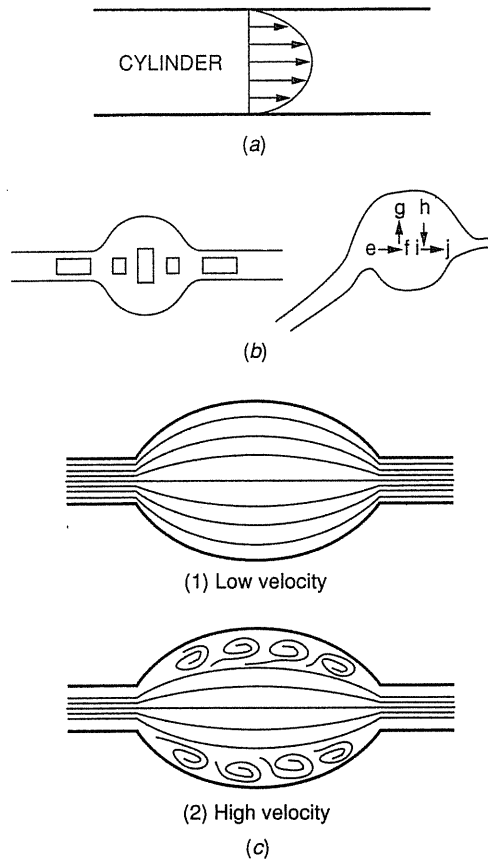 CYLINDER
(a)
g h
e f i j
(b)
(1) Low velocity
(2) High velocity
(c)